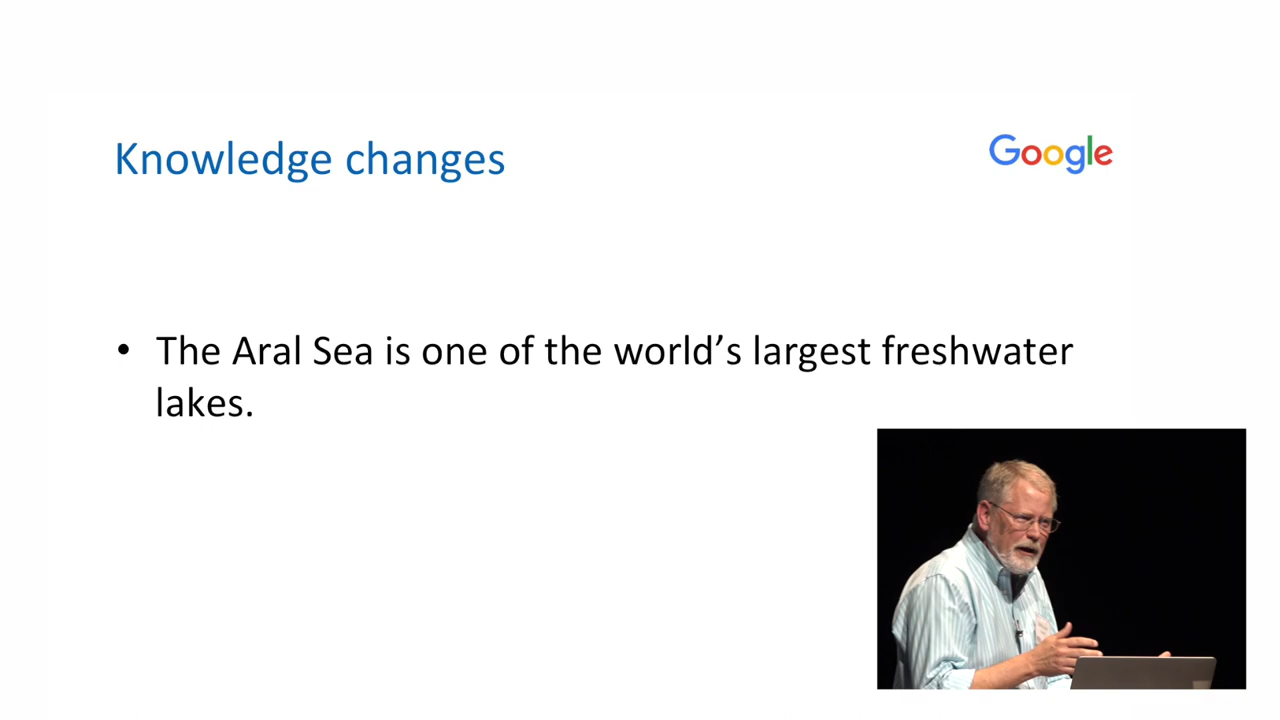 Knowledge changes
Google
• The Aral Sea is one of the world’s largest freshwater
lakes.